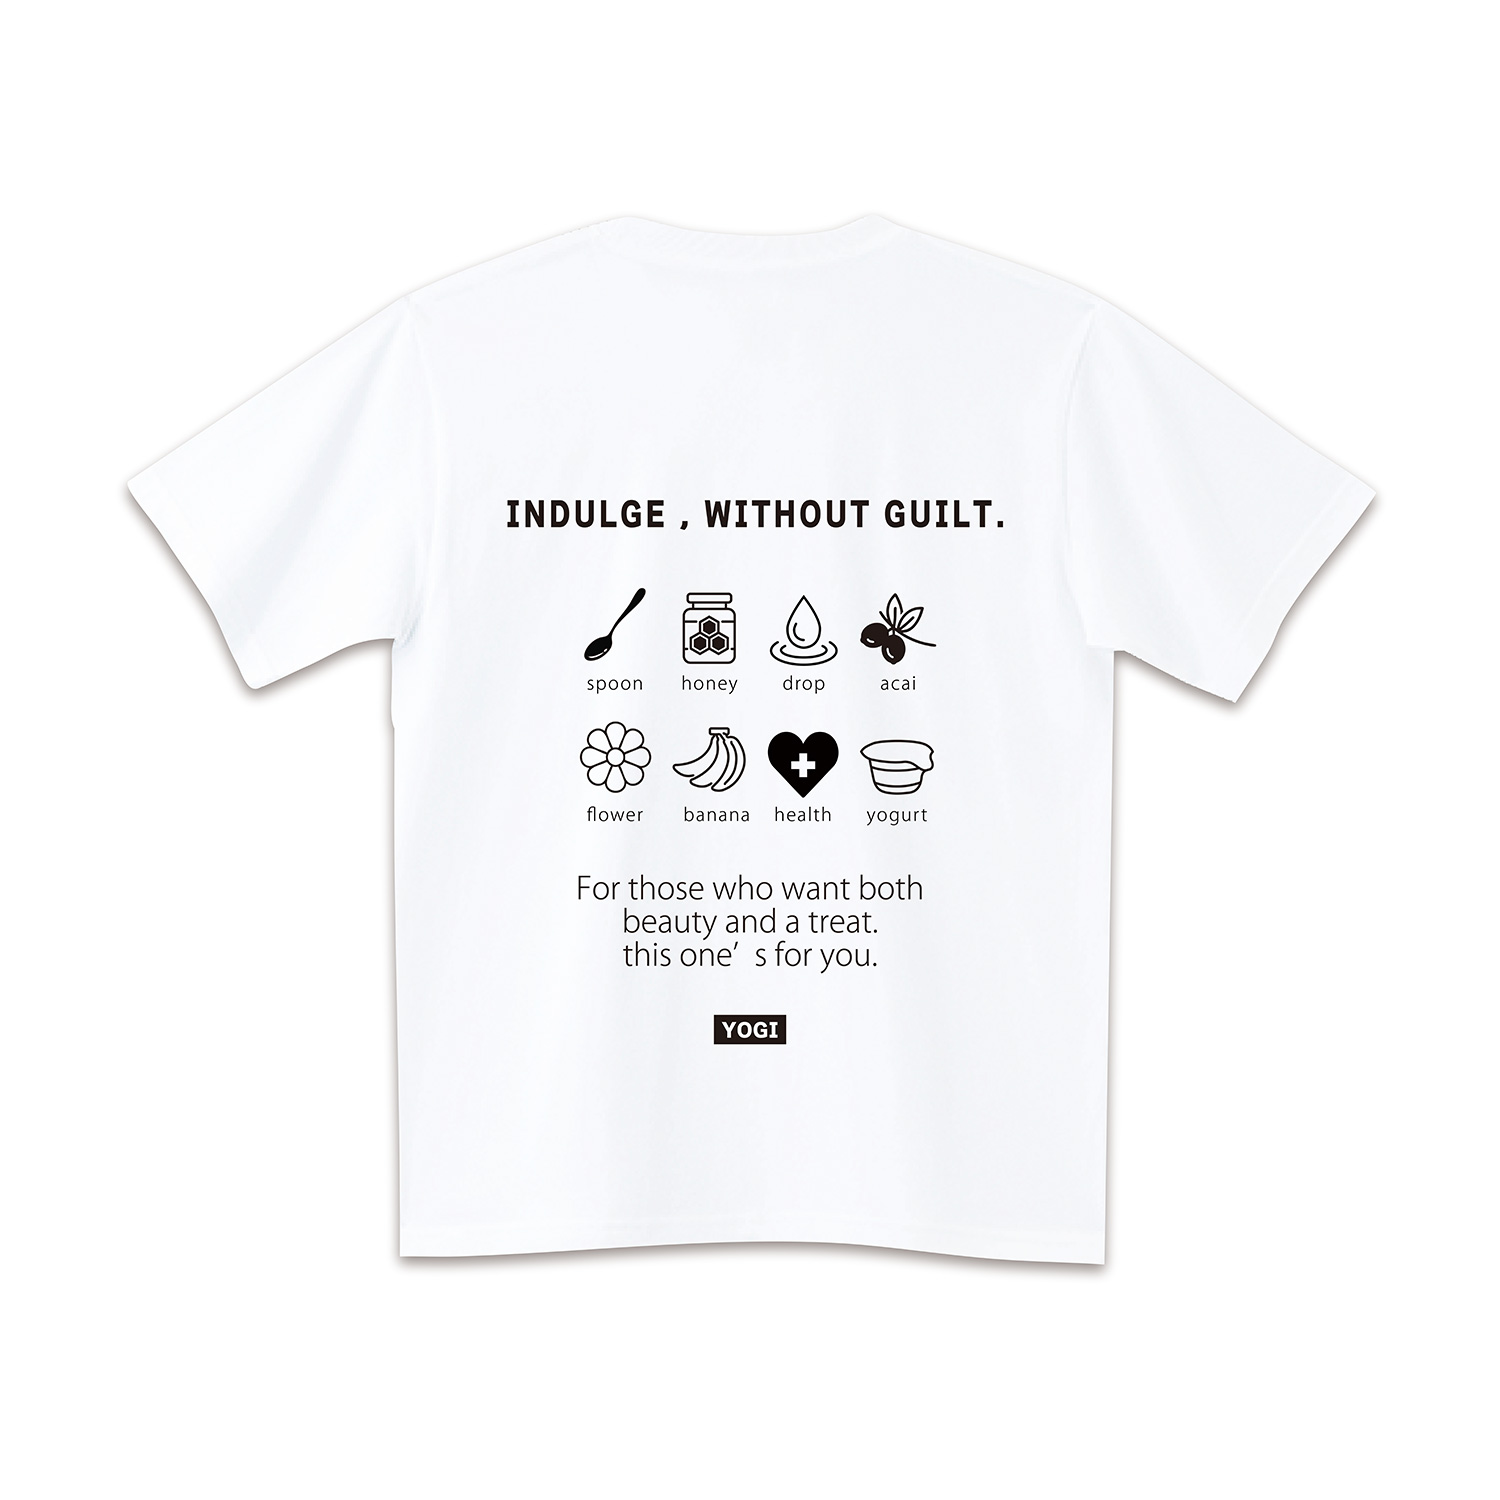 INDULGE , WITHOUT GUILT.
spoon honey drop acai
flower banana health yogurt
For those who want both
beauty and a treat.
this one’ s for you.
YOGI